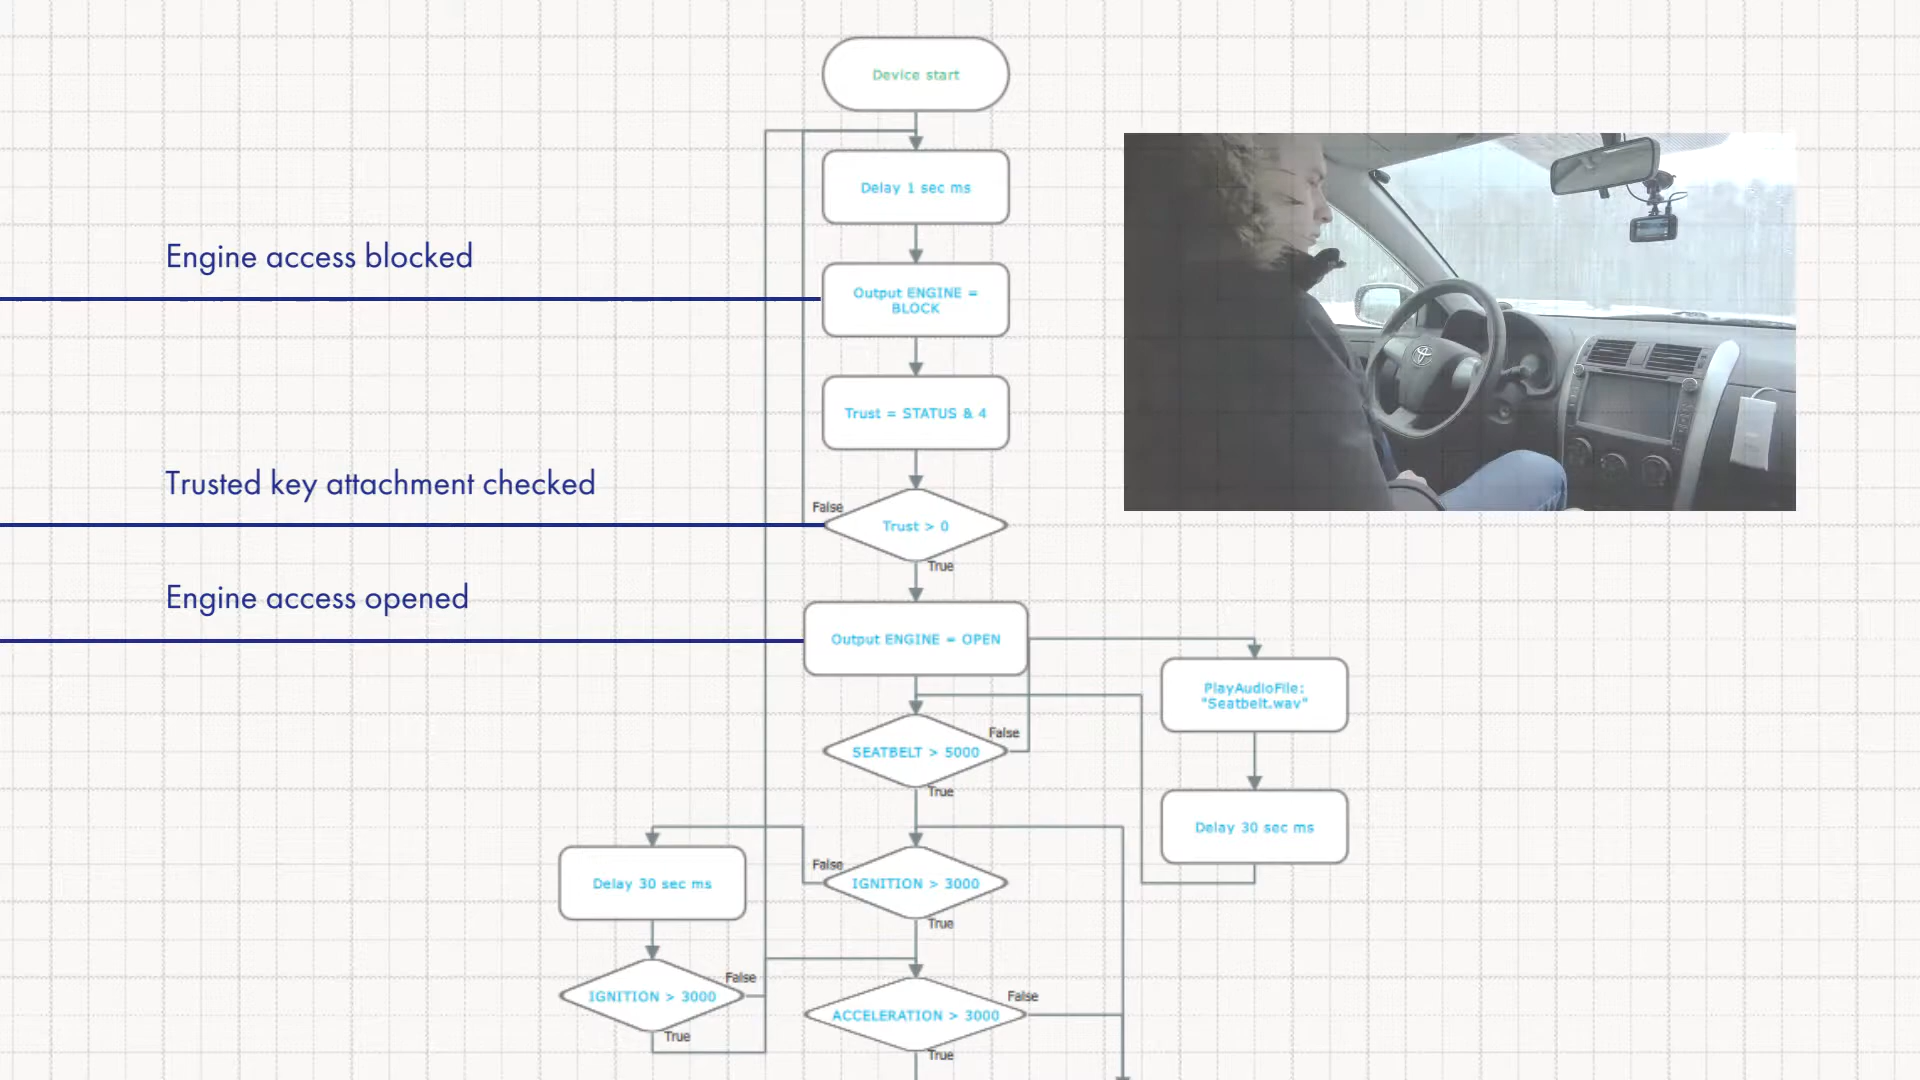 Device start
Delay 1 sec ms
Engine access blocked
Output ENGINE =
BLOCK
Trust = STATUS & 4
Trusted key attachment checked
False
Trust > 0
True
Engine access opened
Output ENGINE = OPEN
PlayAudioFile:
"Seatbelt.wav"
False
SEATBELT > 5000
True
Delay 30 sec ms
False
Delay 30 sec ms
IGNITION > 3000
True
False
IGNITION > 3000
False
ACCELERATION > 3000
True
True